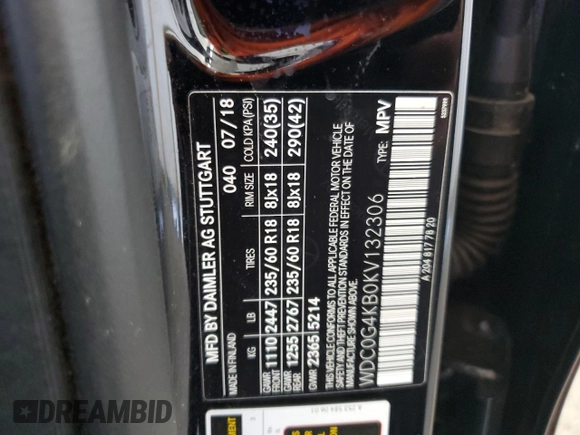 MFD BY DAIMLER AG STUTTGART
MADE IN FINLAND 040 07/18
KG LB TIRES RIM SIZE COLD KPA(PSI)
GAWR FRONT 1110 2447 235/60 R18 8Jx18 240(35)
GAWR REAR 1255 2767 235/60 R18 8Jx18 290(42)
GWR 2365 5214
THIS VEHICLE CONFORMS TO ALL APPLICABLE FEDERAL MOTOR VEHICLE
SAFETY AND THEFT PREVENTION STANDARDS IN EFFECT ON THE DATE OF
MANUFACTURE SHOWN ABOVE.
WDC0G4KB0KV132306 TYPE: MPV
A 204 817 78 20
DREAMBID